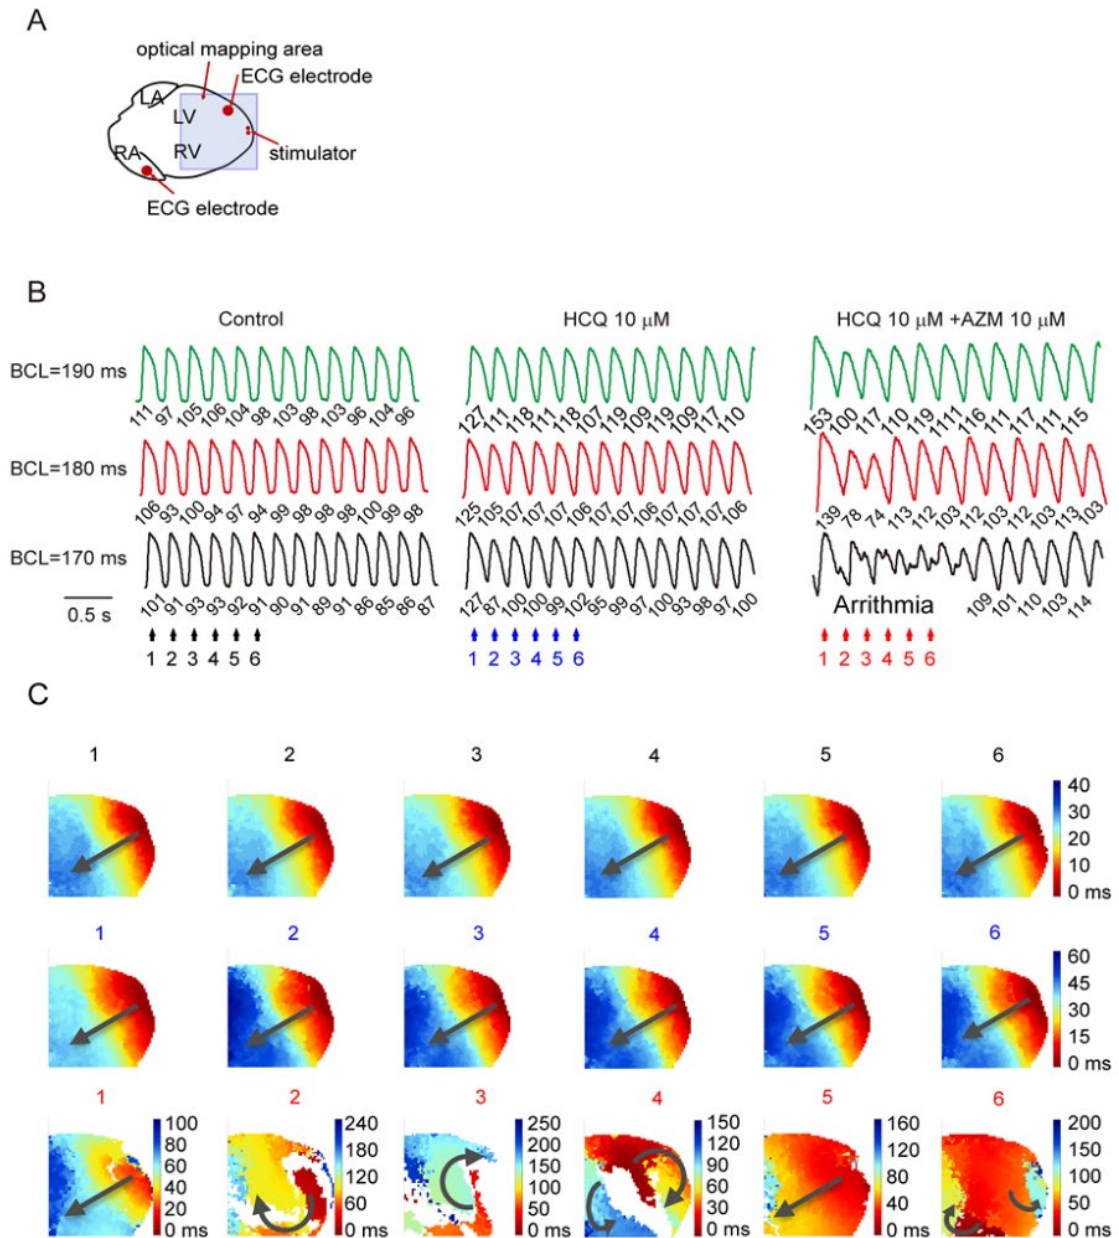 A
optical mapping area
ECG electrode
LA
LV
RA
RV
stimulator
ECG electrode
B
Control
HCQ 10 μM
HCQ 10 μM +AZM 10 μM
BCL=190 ms
111 97 105 106 104 98 103 98 103 96 104 96
127 111 118 111 118 107 119 109 119 109 117 110
153 100 117 110 119 1111 116 111 117 111 115
BCL=180 ms
106 93 100 94 97 94 99 98 98 98 100 99 98
125 105 107 107 107 106 107 107 106 107 107 107 106
139 78 74 113 112 103 112 103 112 103 113 103
BCL=170 ms
101 91 93 93 92 91 90 91 89 91 86 85 86 87
127 87 100 100 99 102 95 99 97 100 93 98 97 100
Arrithmia
109 101 110 103 114
0.5 s
1 2 3 4 5 6
1 2 3 4 5 6
1 2 3 4 5 6
C
1 2 3 4 5 6
40
30
20
10
0 ms
1 2 3 4 5 6
60
45
30
15
0 ms
1 2 3 4 5 6
100
80
60
40
20
0 ms
240
180
120
60
0 ms
250
200
150
100
50
0 ms
150
120
90
60
30
0 ms
160
120
80
40
0 ms
200
150
100
50
0 ms